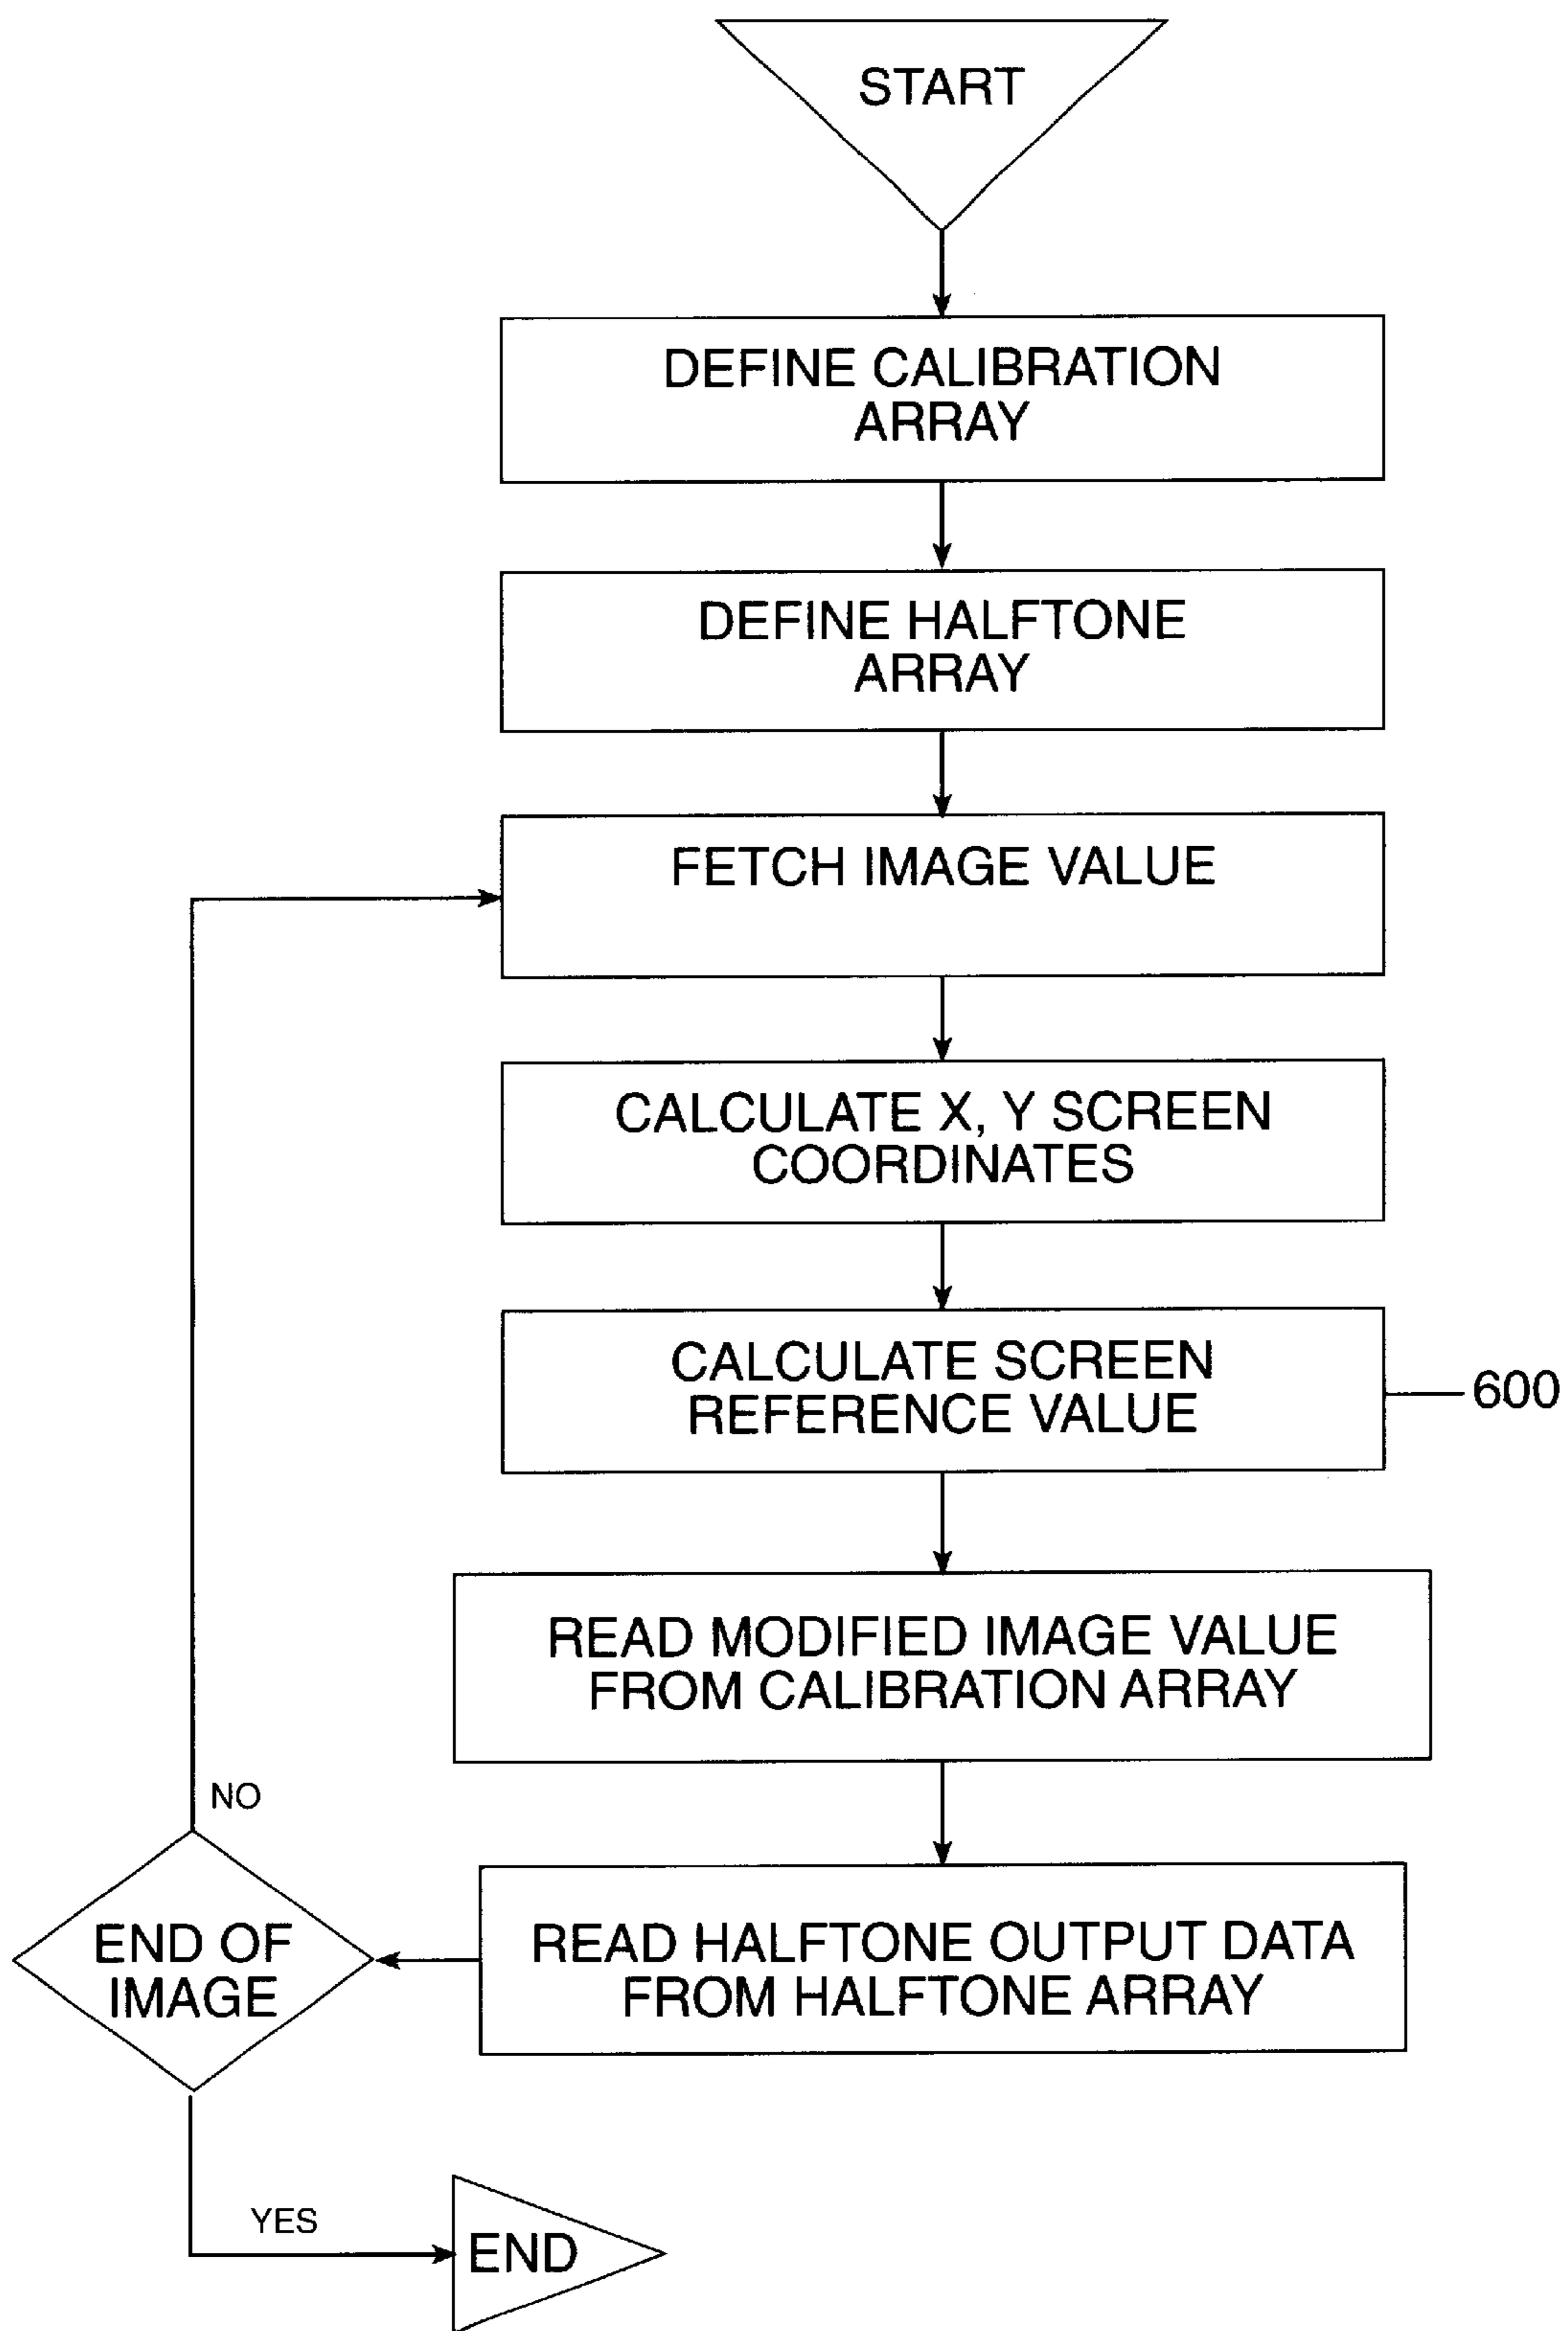 START
DEFINE CALIBRATION
ARRAY
DEFINE HALFTONE
ARRAY
FETCH IMAGE VALUE
CALCULATE X, Y SCREEN
COORDINATES
CALCULATE SCREEN
REFERENCE VALUE
600
READ MODIFIED IMAGE VALUE
FROM CALIBRATION ARRAY
READ HALFTONE OUTPUT DATA
FROM HALFTONE ARRAY
END OF
IMAGE
NO
YES
END